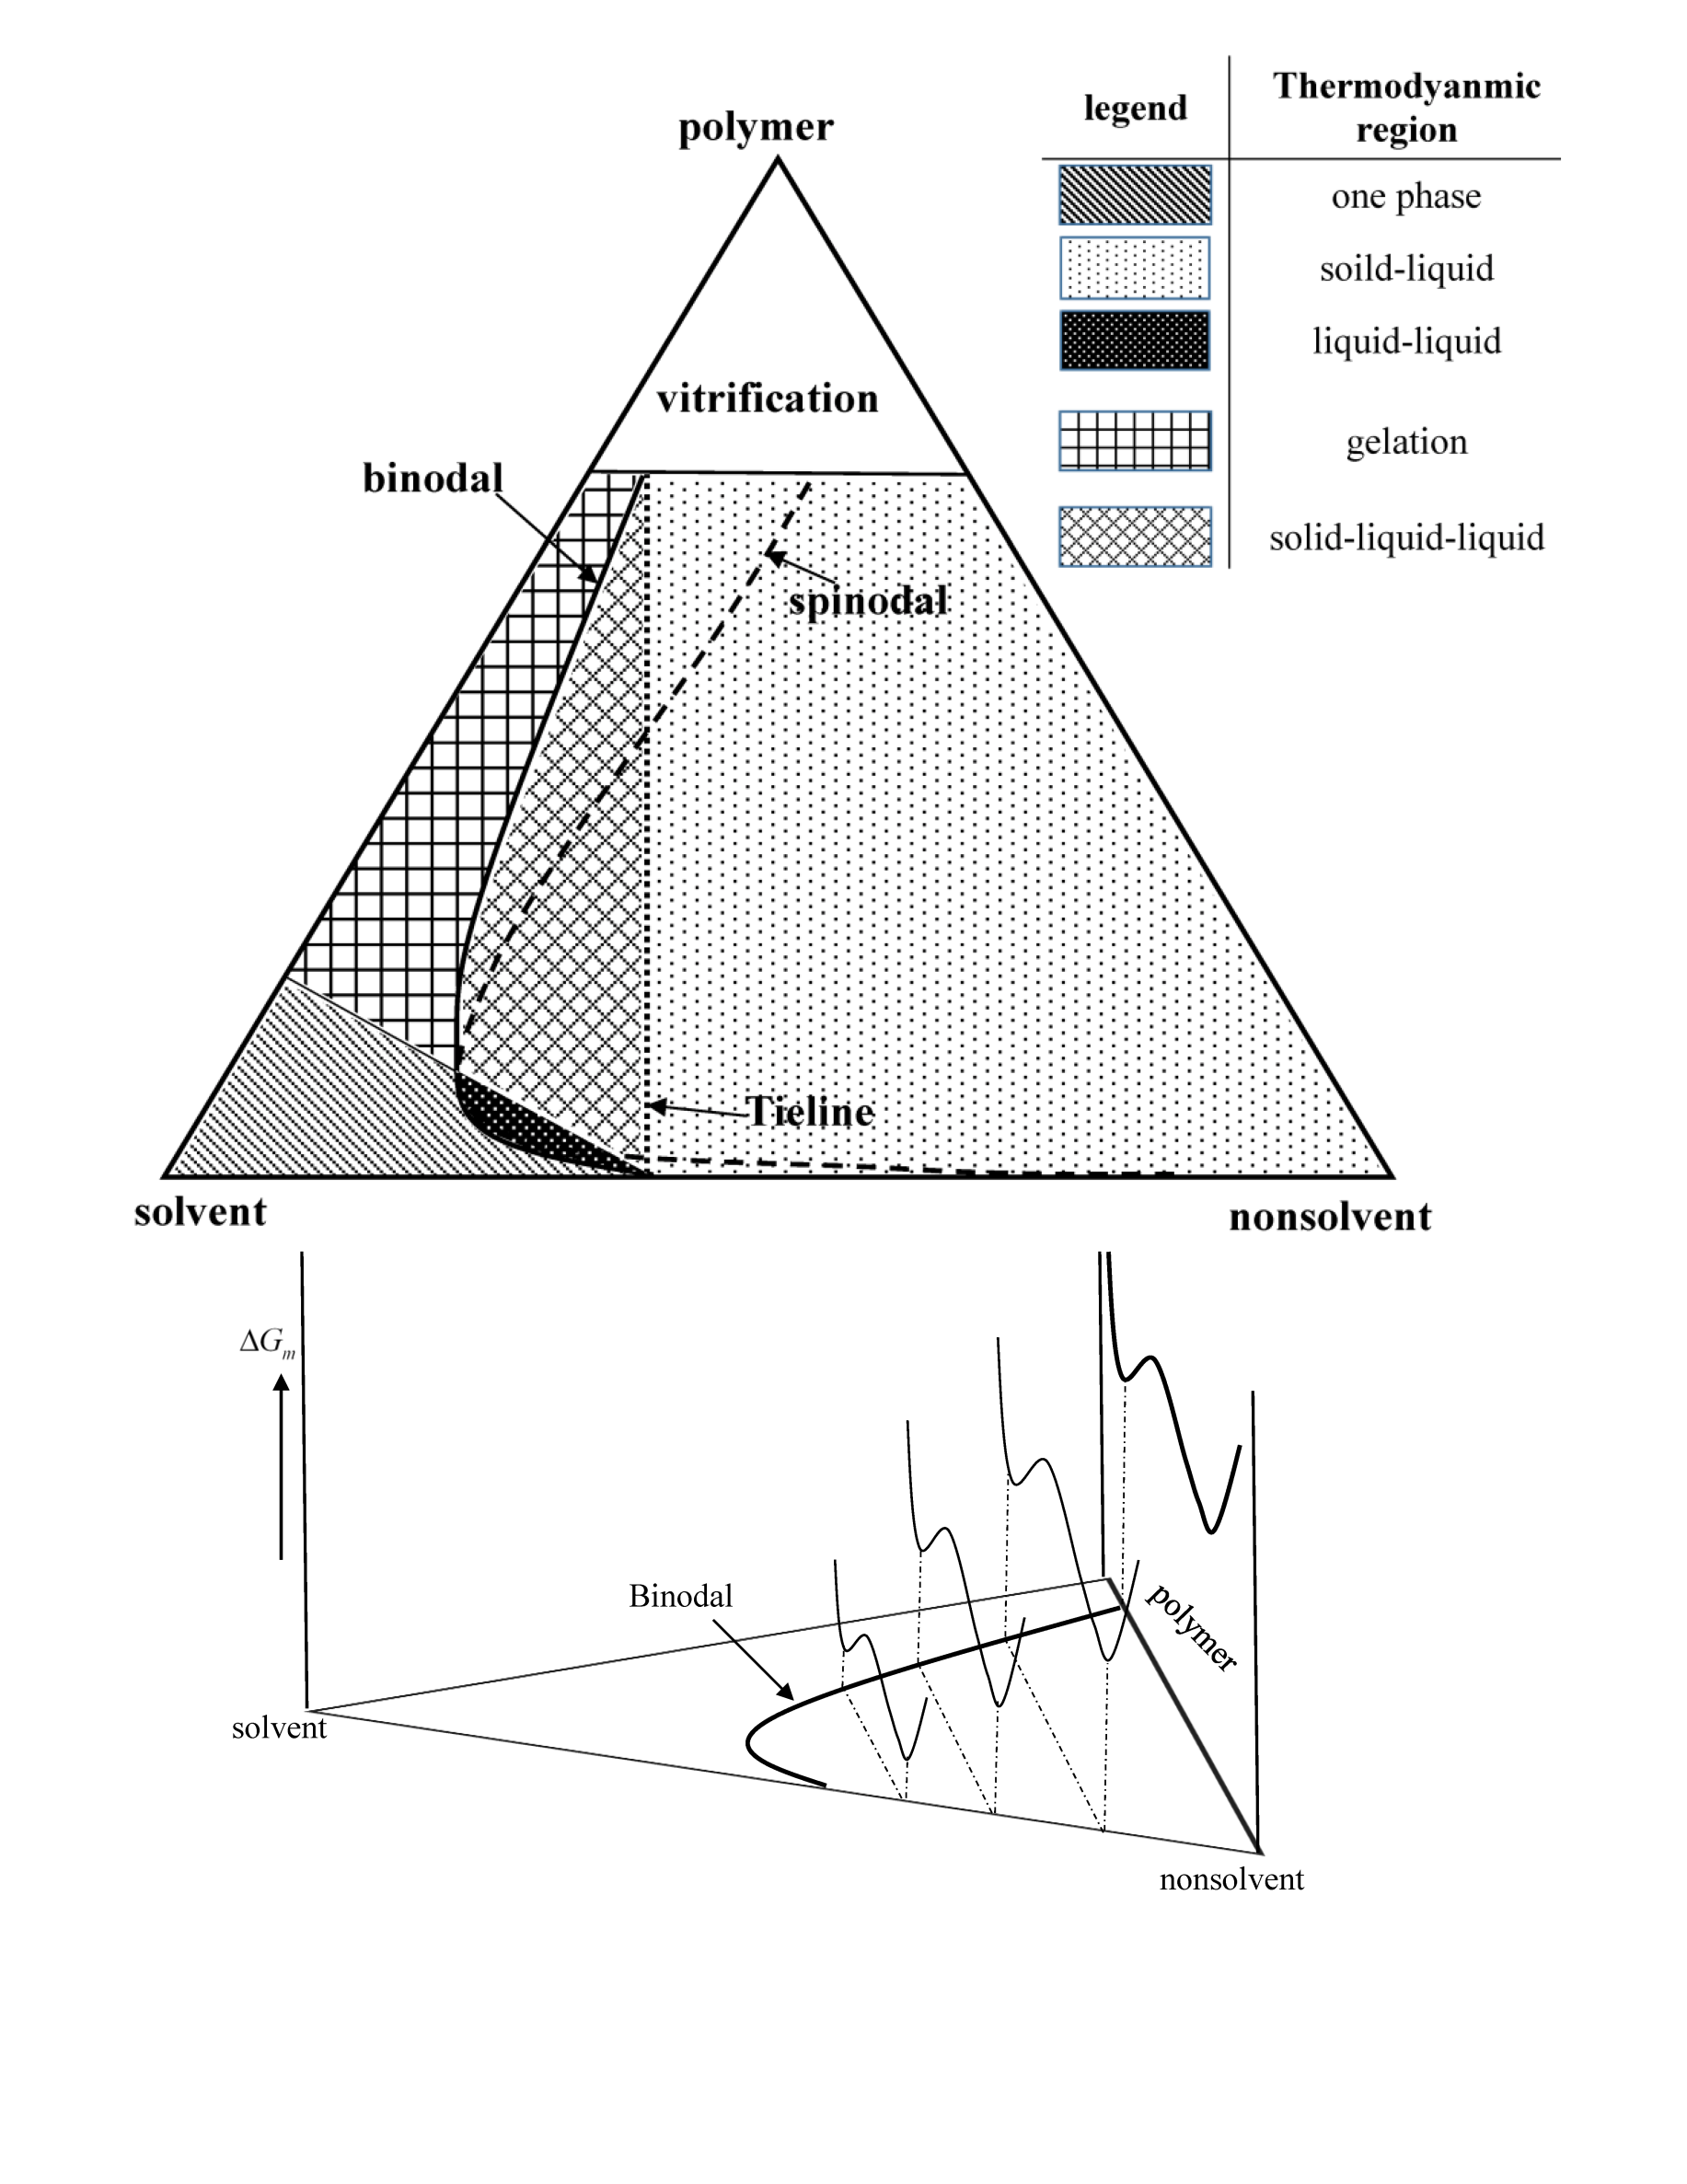 legend
Thermodyanmic
region
polymer
one phase
soild-liquid
liquid-liquid
vitrification
gelation
binodal
solid-liquid-liquid
spinodal
Tieline
solvent
nonsolvent
ΔGm
Binodal
polymer
solvent
nonsolvent